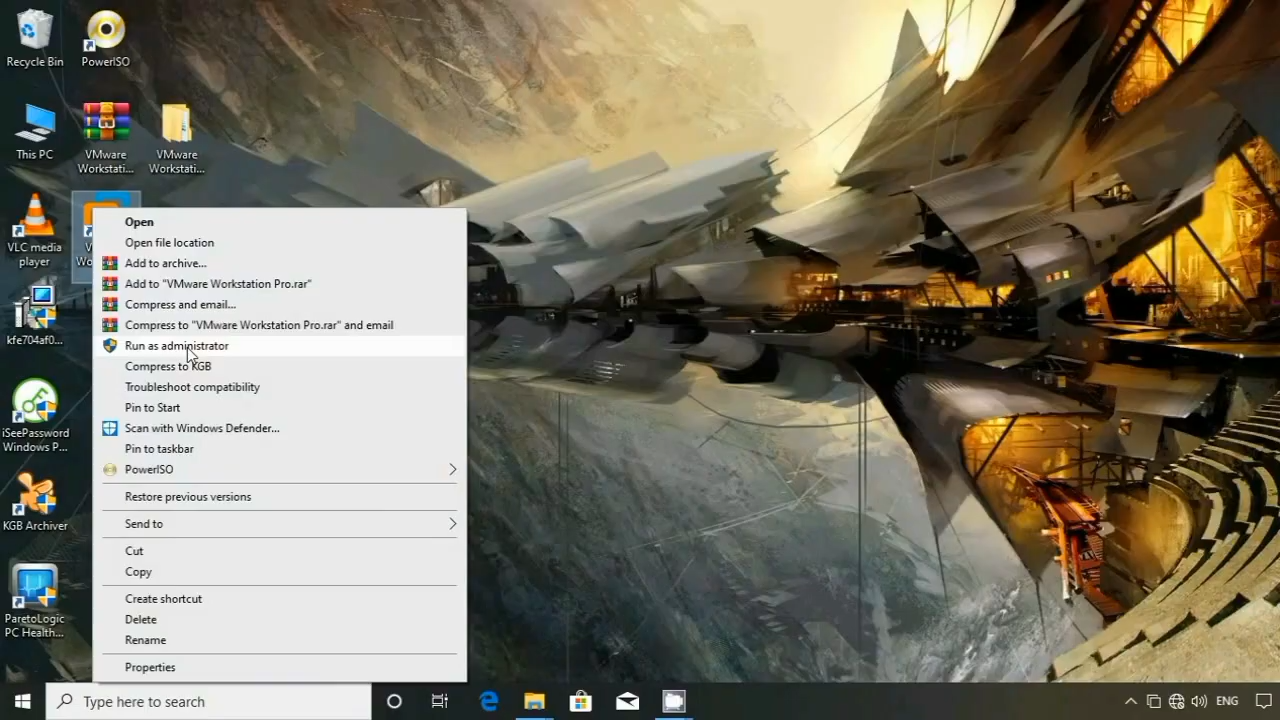 Recycle Bin
PowerISO
This PC
VMware
Workstati...
VMware
Workstati...
VLC media
player
kfe704af0...
iSeePassword
Windows P...
KGB Archiver
ParetoLogic
PC Health...
Open
Open file location
Add to archive...
Add to "VMware Workstation Pro.rar"
Compress and email...
Compress to "VMware Workstation Pro.rar" and email
Run as administrator
Compress to KGB
Troubleshoot compatibility
Pin to Start
Scan with Windows Defender...
Pin to taskbar
PowerISO
Restore previous versions
Send to
Cut
Copy
Create shortcut
Delete
Rename
Properties
Type here to search
ENG